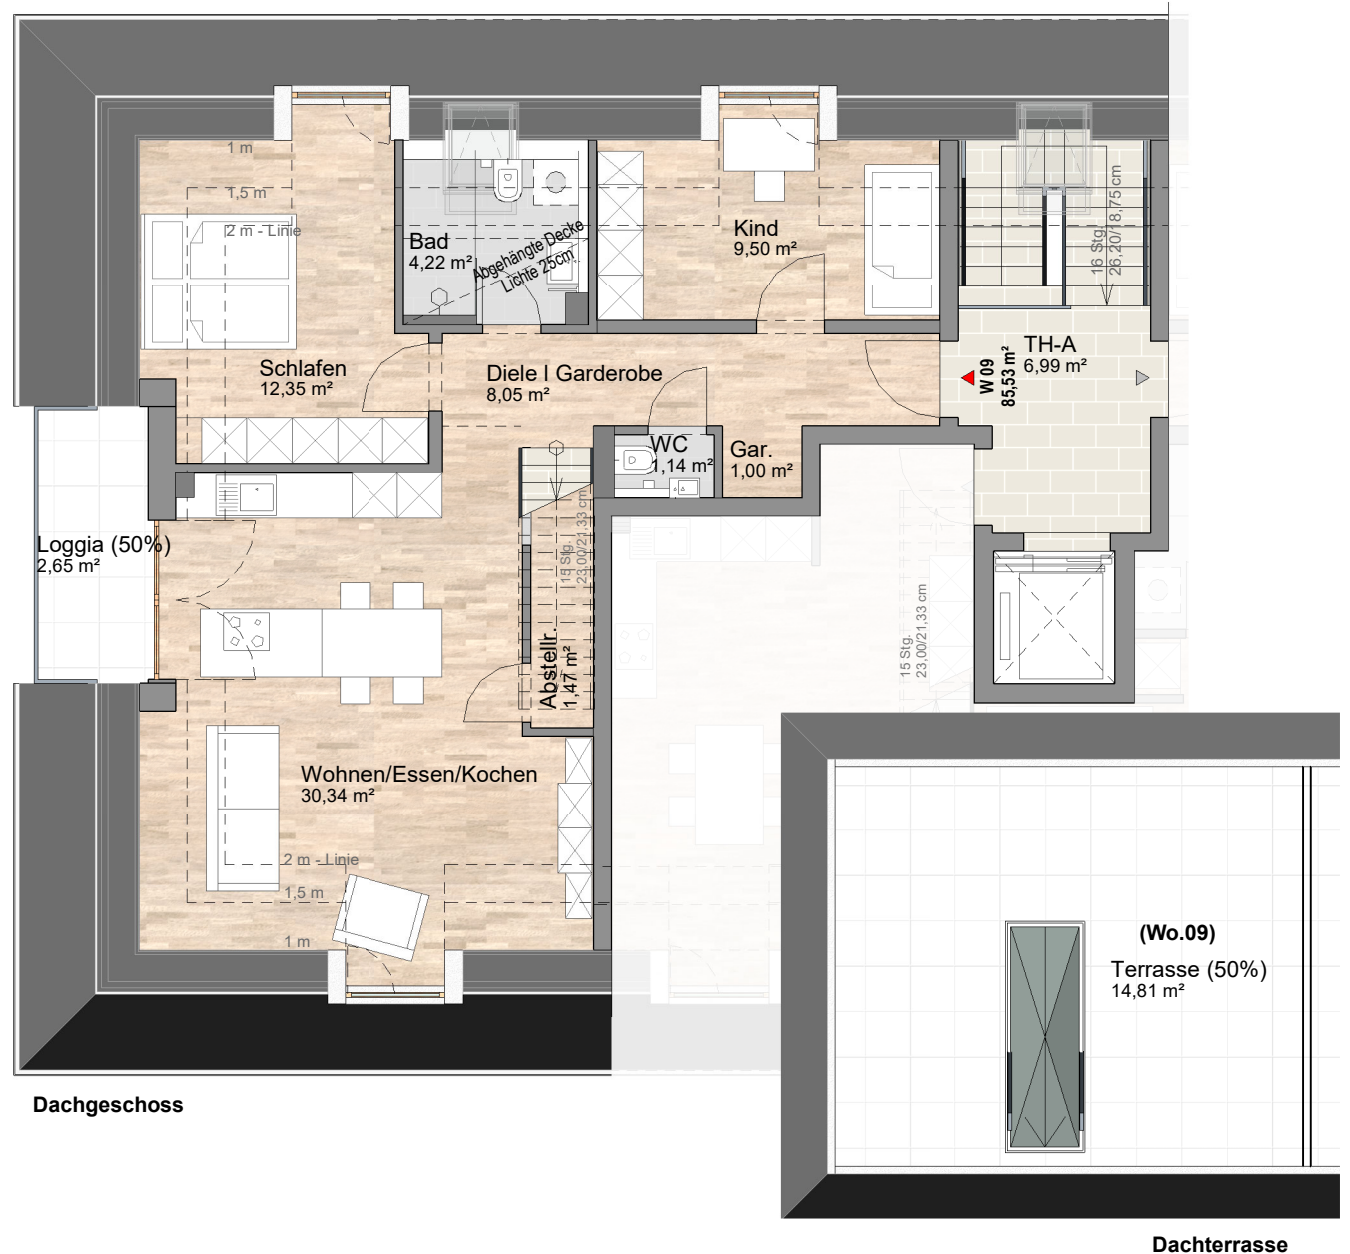 1 m
1,5 m
2 m - Linie
Bad
4,22 m²
Abgehängte Decke
Lichte 25cm
Kind
9,50 m²
16 Stg.
26,20/18,75 cm
Schlafen
12,35 m²
Diele I Garderobe
8,05 m²
W 09
85,53 m²
TH-A
6,99 m²
WC
1,14 m²
Gar.
1,00 m²
Loggia (50%)
2,65 m²
15 Stg.
23,00/21,33 cm
15 Stg.
23,00/21,33 cm
Abstellr.
1,47 m²
Wohnen/Essen/Kochen
30,34 m²
2 m - Linie
1,5 m
1 m
(Wo.09)
Terrasse (50%)
14,81 m²
Dachgeschoss
Dachterrasse